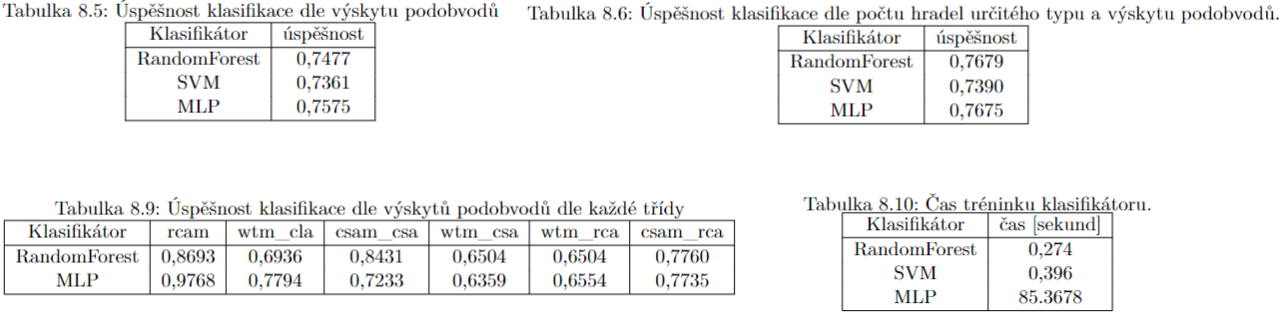 Tabulka 8.5: Úspěšnost klasifikace dle výskytu podobvodů
Klasifikátor úspěšnost
RandomForest 0,7477
SVM 0,7361
MLP 0,7575
Tabulka 8.6: Úspěšnost klasifikace dle počtu hradel určitého typu a výskytu podobvodů.
Klasifikátor úspěšnost
RandomForest 0,7679
SVM 0,7390
MLP 0,7675
Tabulka 8.9: Úspěšnost klasifikace dle výskytů podobvodů dle každé třídy
Klasifikátor rcam wtm_cla csam_csa wtm_csa wtm_rca csam_rca
RandomForest 0,8693 0,6936 0,8431 0,6504 0,6504 0,7760
MLP 0,9768 0,7794 0,7233 0,6359 0,6554 0,7735
Tabulka 8.10: Čas tréninku klasifikátoru.
Klasifikátor čas [sekund]
RandomForest 0,274
SVM 0,396
MLP 85.3678